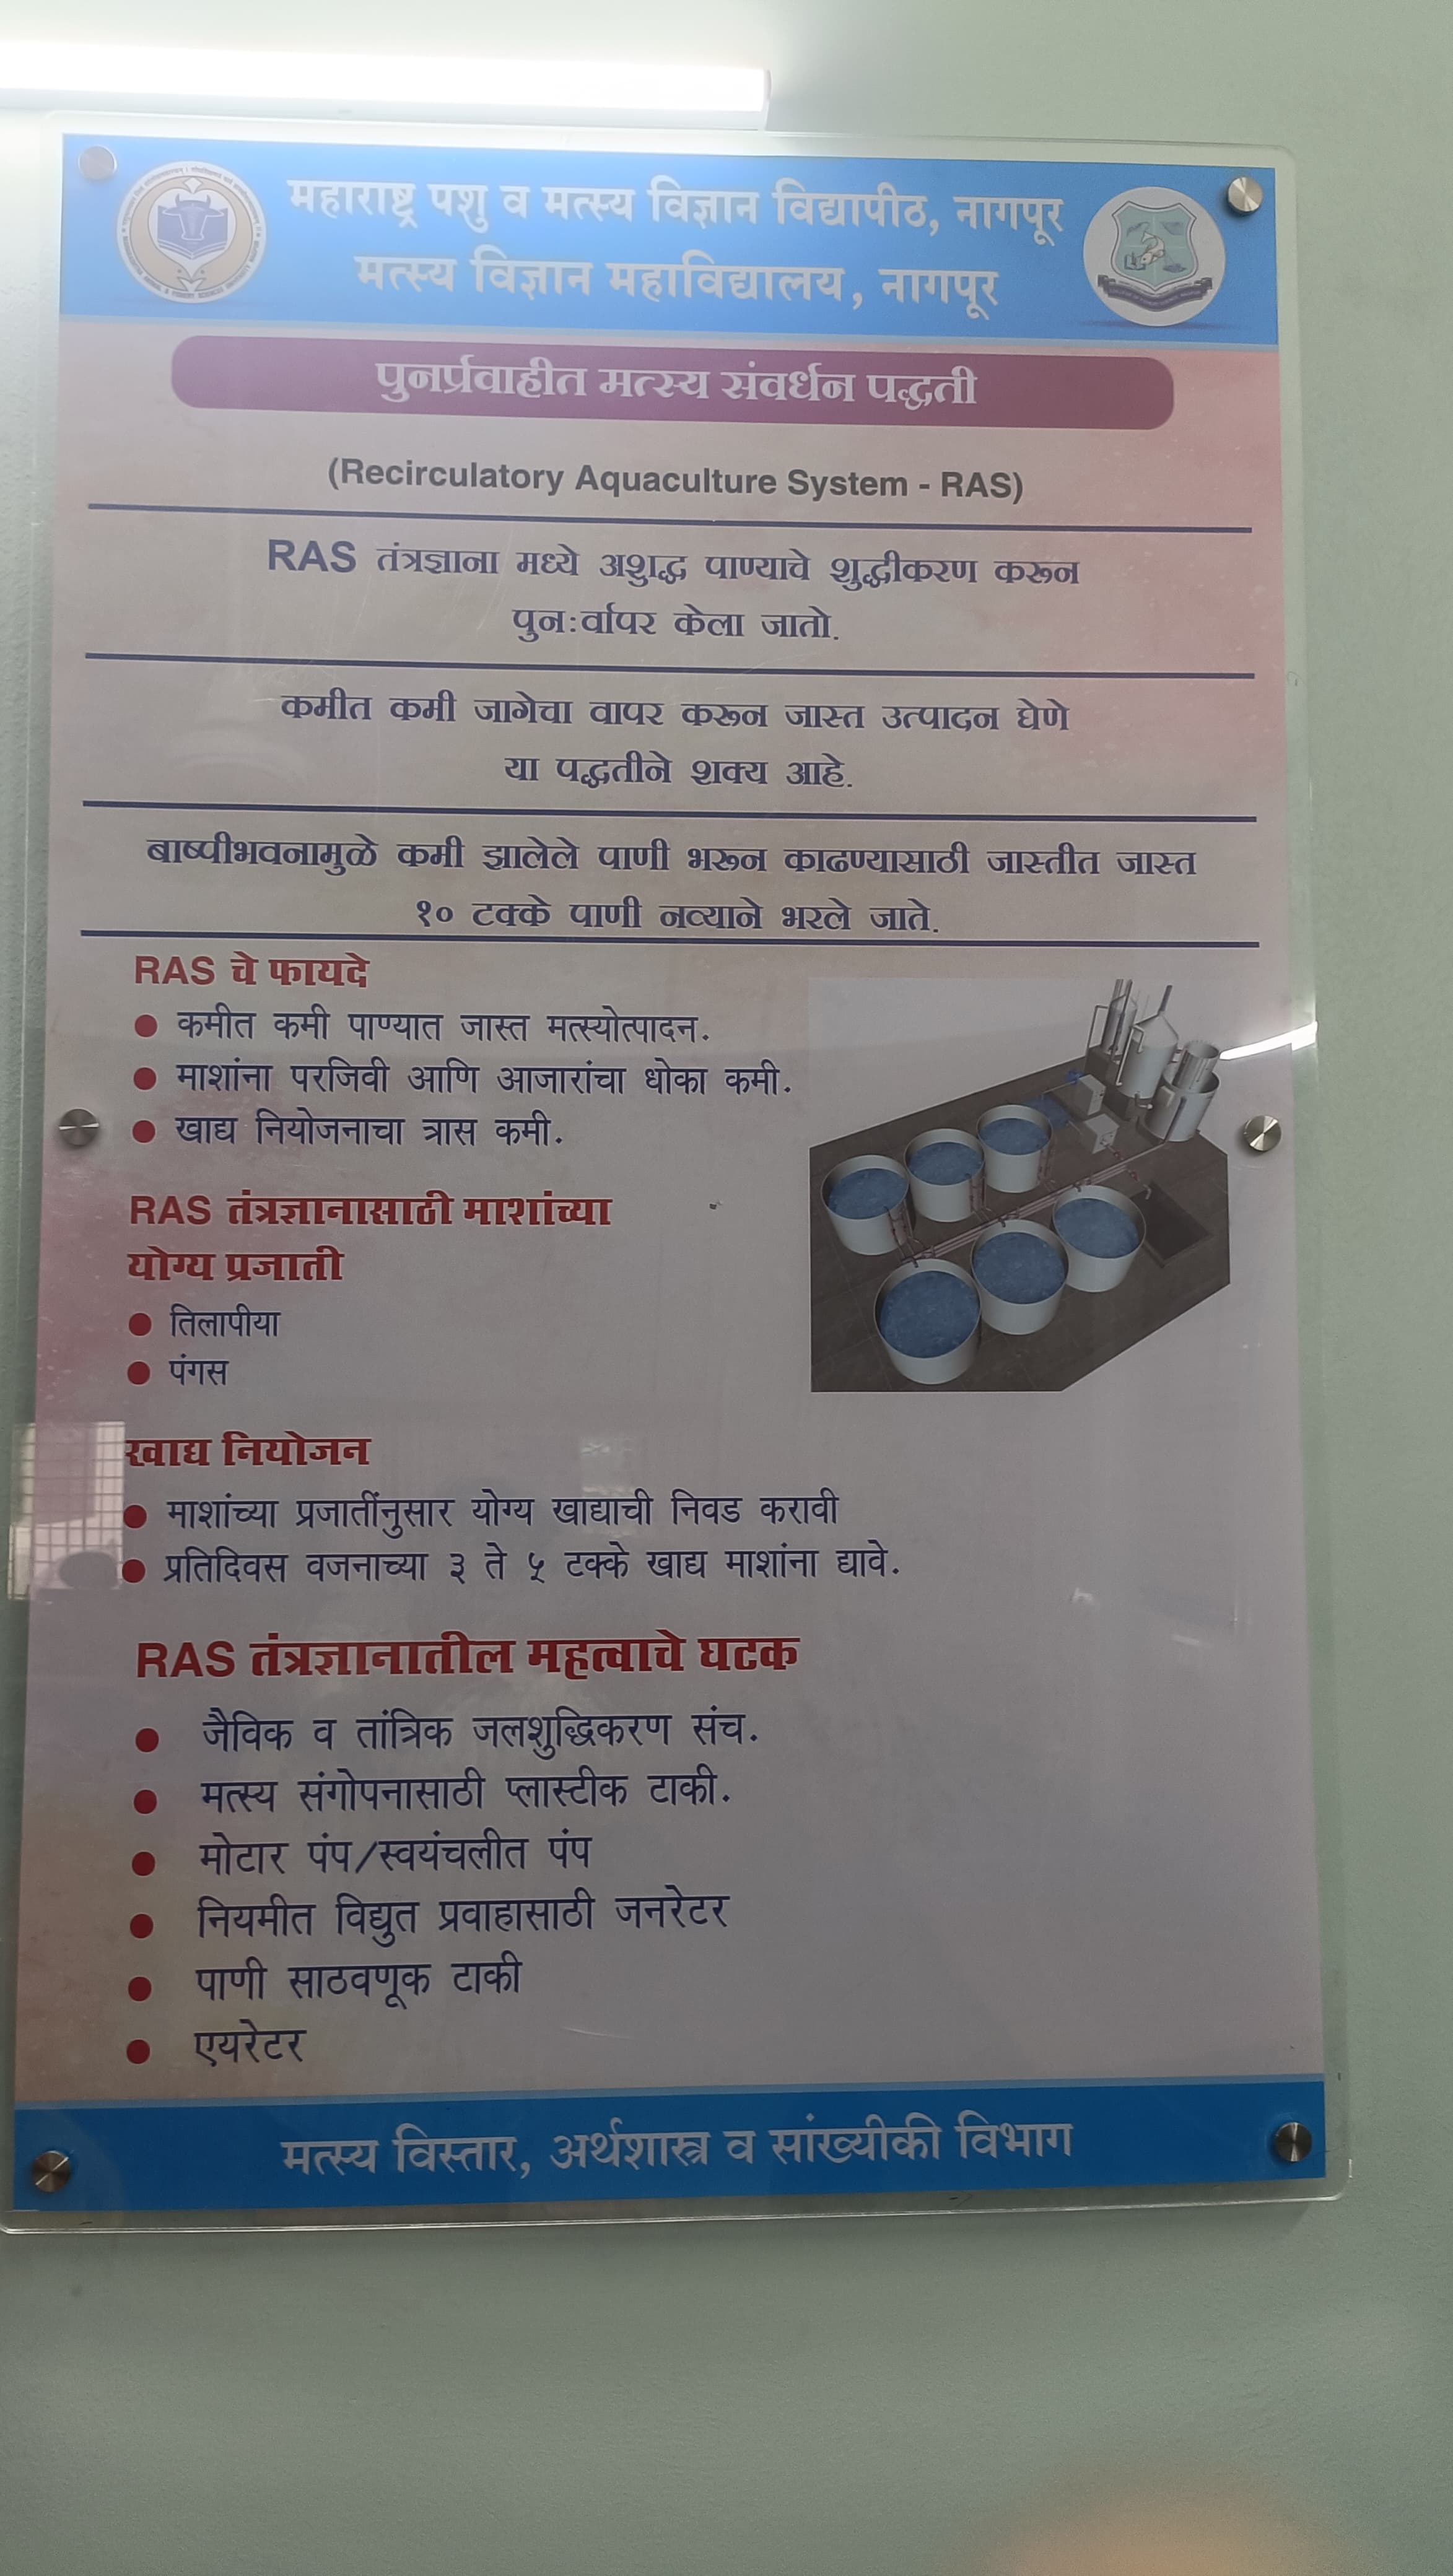 महाराष्ट्र पशु व मत्स्य विज्ञान विद्यापीठ, नागपूर
मत्स्य विज्ञान महाविद्यालय, नागपूर
पुनर्प्रवाहीत मत्स्य संवर्धन पद्धती
(Recirculatory Aquaculture System - RAS)
RAS तंत्रज्ञाना मध्ये अशुद्ध पाण्याचे शुद्धीकरण करून
पुनःर्वापर केला जातो.
कमीत कमी जागेचा वापर करून जास्त उत्पादन घेणे
या पद्धतीने शक्य आहे.
बाष्पीभवनामुळे कमी झालेले पाणी भरून काढण्यासाठी जास्तीत जास्त
१० टक्के पाणी नव्याने भरले जाते.
RAS चे फायदे
● कमीत कमी पाण्यात जास्त मत्स्योत्पादन.
● माशांना परजिवी आणि आजारांचा धोका कमी.
● खाद्य नियोजनाचा त्रास कमी.
RAS तंत्रज्ञानासाठी माशांच्या
योग्य प्रजाती
● तिलापीया
● पंगस
खाद्य नियोजन
● माशांच्या प्रजातींनुसार योग्य खाद्याची निवड करावी
● प्रतिदिवस वजनाच्या ३ ते ५ टक्के खाद्य माशांना द्यावे.
RAS तंत्रज्ञानातील महत्वाचे घटक
● जैविक व तांत्रिक जलशुद्धिकरण संच.
● मत्स्य संगोपनासाठी प्लास्टीक टाकी.
● मोटार पंप/स्वयंचलीत पंप
● नियमीत विद्युत प्रवाहासाठी जनरेटर
● पाणी साठवणूक टाकी
● एयरेटर
मत्स्य विस्तार, अर्थशास्त्र व सांख्यीकी विभाग